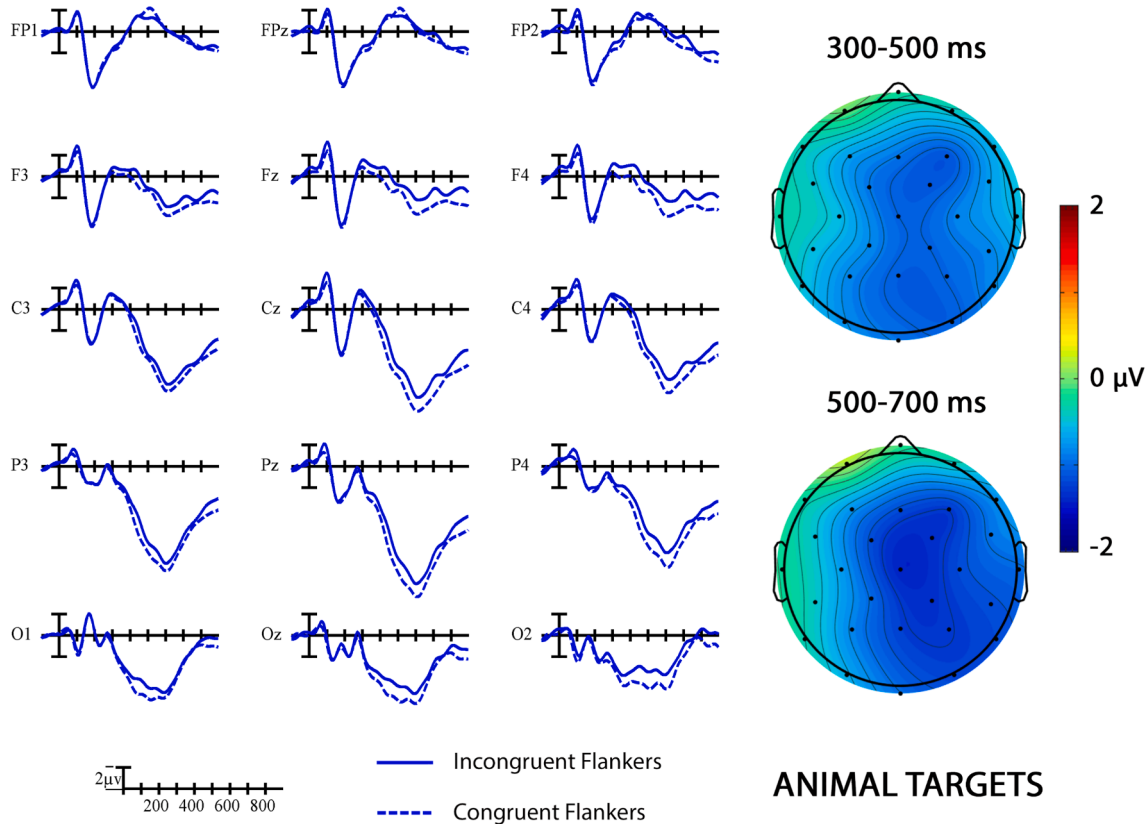 FP1 FPz FP2
F3 Fz F4
C3 Cz C4
P3 Pz P4
O1 Oz O2
2μv
200 400 600 800
Incongruent Flankers
Congruent Flankers
300-500 ms
500-700 ms
2
0 μV
-2
ANIMAL TARGETS